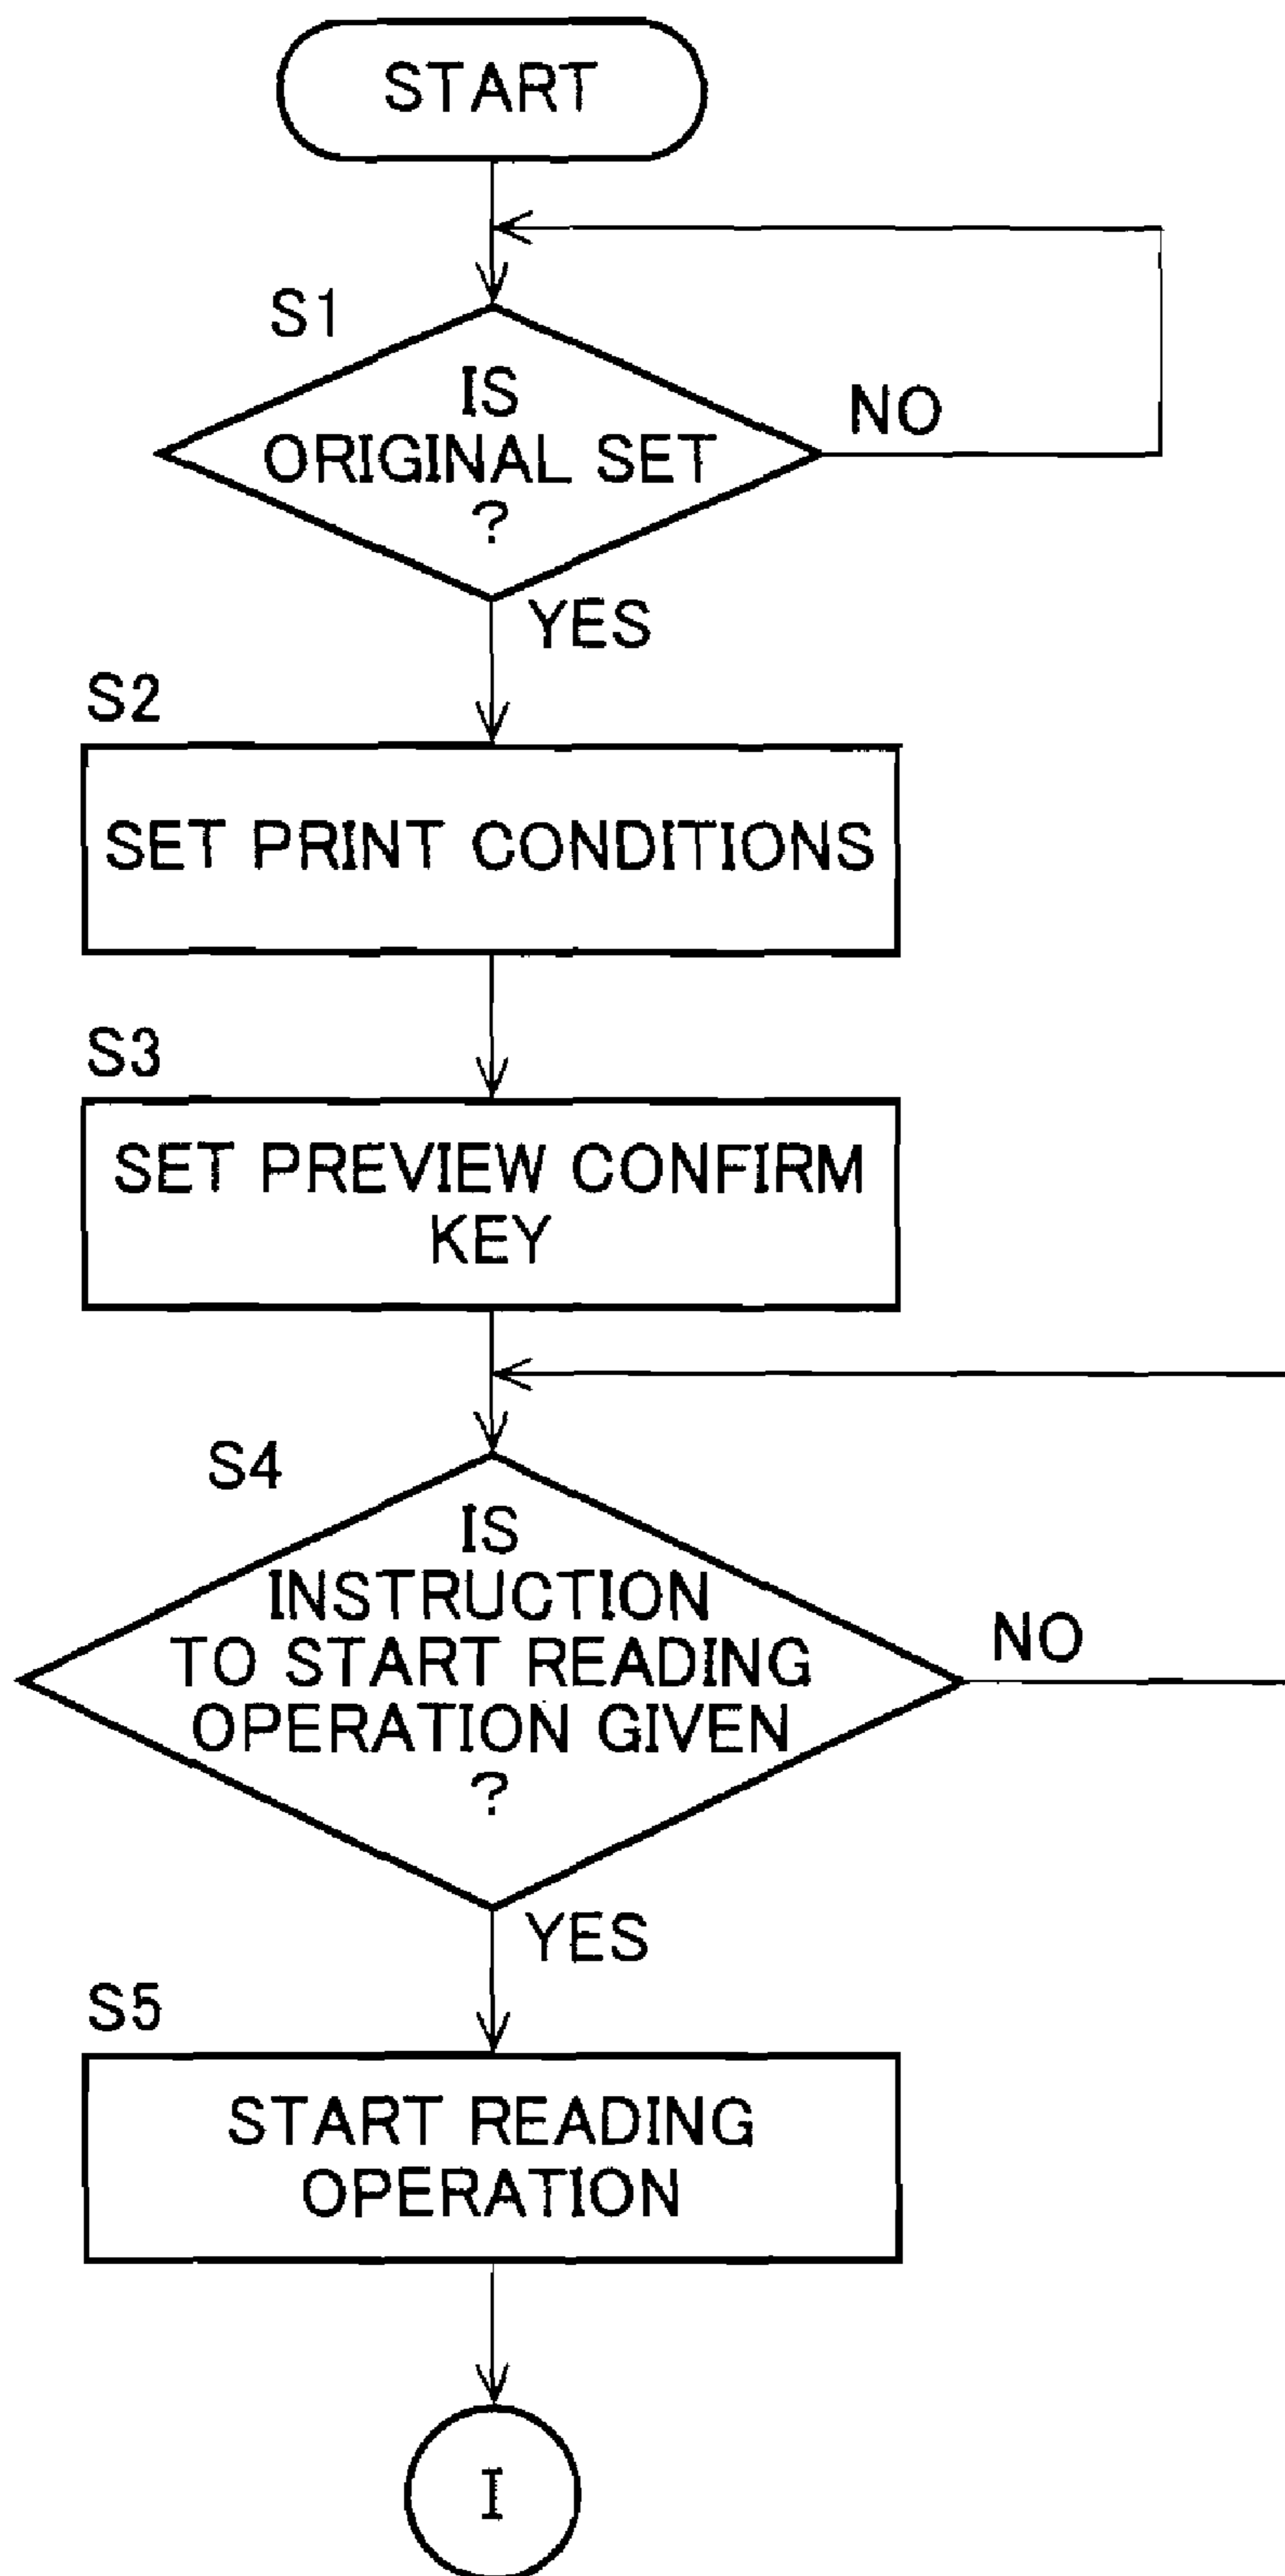 START
S1
IS
ORIGINAL SET
?
NO
YES
S2
SET PRINT CONDITIONS
S3
SET PREVIEW CONFIRM
KEY
S4
IS
INSTRUCTION
TO START READING
OPERATION GIVEN
?
NO
YES
S5
START READING
OPERATION
I